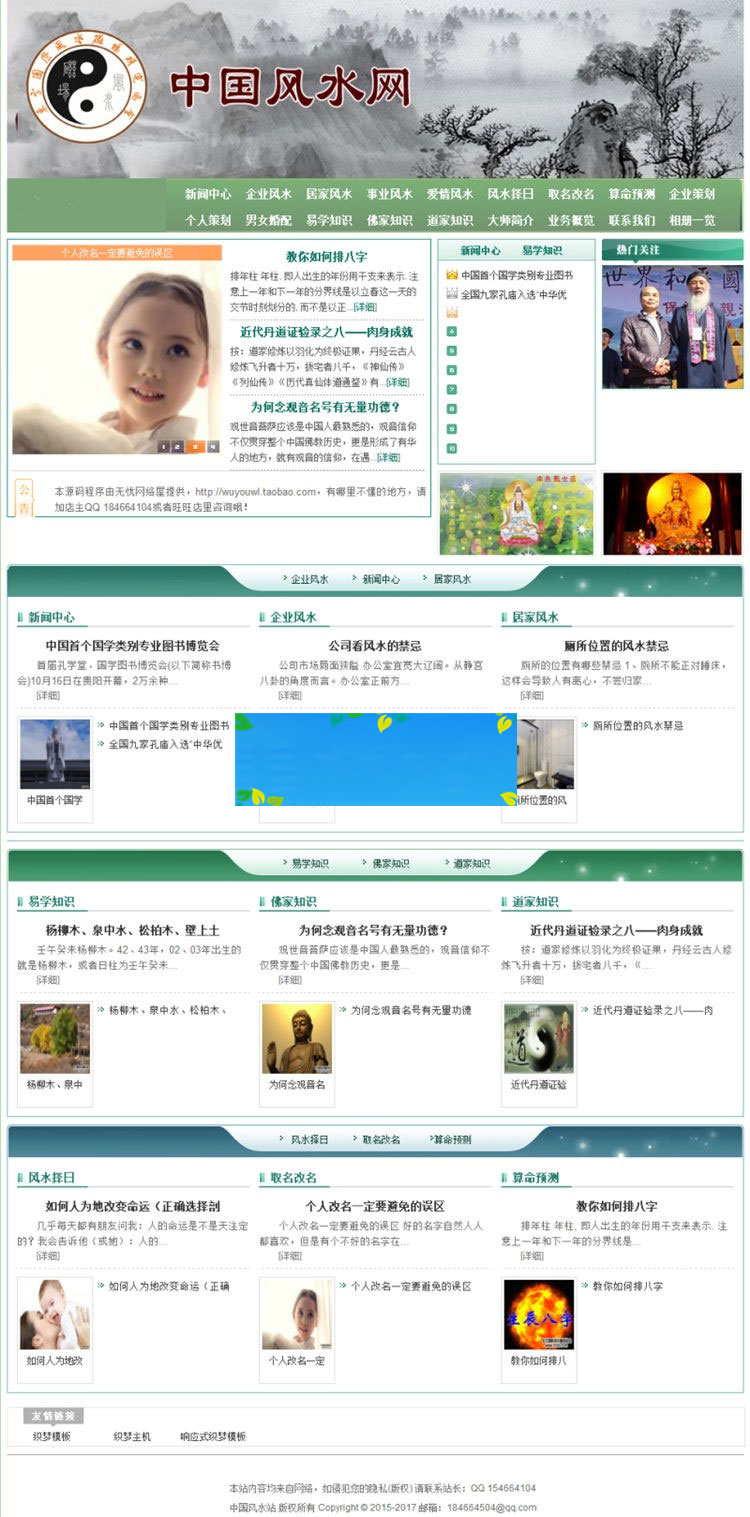 中国风水网
新闻中心 企业风水 居家风水 事业风水 爱情风水 风水择日 取名改名 算命预测 企业策划
个人策划 男女婚配 易学知识 佛家知识 道家知识 大师简介 业务概览 联系我们 相册一览
个人改名一定要避免的误区
1 2 3 4
教你如何排八字
排年柱 年柱, 即人出生的年份用干支来表示. 注
意上一年和下一年的分界线是以立春这一天的
交节时刻划分的, 而不是以正...[详细]
近代丹道证验录之八——肉身成就
按：道家修炼以羽化为终极证果，丹经云古人
修炼飞升者十万，拔宅者八千，《神仙传》
《列仙传》《历代真仙体道通鉴》有...[详细]
为何念观音名号有无量功德？
观世音菩萨应该是中国人最熟悉的，观音信仰
不仅贯穿整个中国佛教历史，更是形成了有华
人的地方，就有观音的信仰，在遇...[详细]
公告
本源码程序由无忧网络屋提供，http://wuyouwl.taobao.com，有哪里不懂的地方，请
加店主QQ 184664104或者旺旺店里咨询哦！
新闻中心 易学知识
中国首个国学类别专业图书
全国九家孔庙入选“中华优
4
5
6
7
8
9
10
热门关注
世界和平國
南无观世音
企业风水 新闻中心 居家风水
新闻中心
中国首个国学类别专业图书博览会
首届孔学堂．国学图书博览会(以下简称书博
会)10月16日在贵阳开幕，2万余种...
[详细]
中国首个国学类别专业图书
全国九家孔庙入选“中华优
中国首个国学
企业风水
公司看风水的禁忌
公司市场局面狭隘 办公室宜宽大辽阔。从静宫
八卦的角度而言。办公室正前方...
[详细]
居家风水
厕所位置的风水禁忌
厕所的位置有哪些禁忌 1、厕所不能正对睡床，
这样会导致人有离心，不尝归家...
[详细]
厕所位置的风水禁忌
厕所位置的风
易学知识 佛家知识 道家知识
易学知识
杨柳木、泉中水、松柏木、壁上土
壬午癸未杨柳木。42、43年，02、03年出生的
就是杨柳木，或者日柱为壬午癸未...
[详细]
杨柳木、泉中水、松柏木、
杨柳木、泉中
佛家知识
为何念观音名号有无量功德？
观世音菩萨应该是中国人最熟悉的，观音信仰不
仅贯穿整个中国佛教历史，更是...
[详细]
为何念观音名号有无量功德
为何念观音名
道家知识
近代丹道证验录之八——肉身成就
按：道家修炼以羽化为终极证果，丹经云古人修
炼飞升者十万，拔宅者八千，《...
[详细]
近代丹道证验录之八——肉
道
近代丹道证验
风水择日 取名改名 算命预测
风水择日
如何人为地改变命运（正确选择剖
几乎每天都有朋友问我：人的命运是不是天注定
的？我会告诉他（或她）：人的...
[详细]
如何人为地改变命运（正确
如何人为地改
取名改名
个人改名一定要避免的误区
个人改名一定要避免的误区 好的名字自然人人
都喜欢，但是有个不好的名字在...
[详细]
个人改名一定要避免的误区
个人改名一定
算命预测
教你如何排八字
排年柱 年柱, 即人出生的年份用干支来表示. 注
意上一年和下一年的分界线是...
[详细]
教你如何排八字
生辰八字
教你如何排八
友情链接
织梦模板 织梦主机 响应式织梦模板
本站内容均来自网络，如侵犯您的隐私(版权)请联系站长：QQ 154664104
中国风水站 版权所有 Copyright © 2015-2017 邮箱：184664504@qq.com